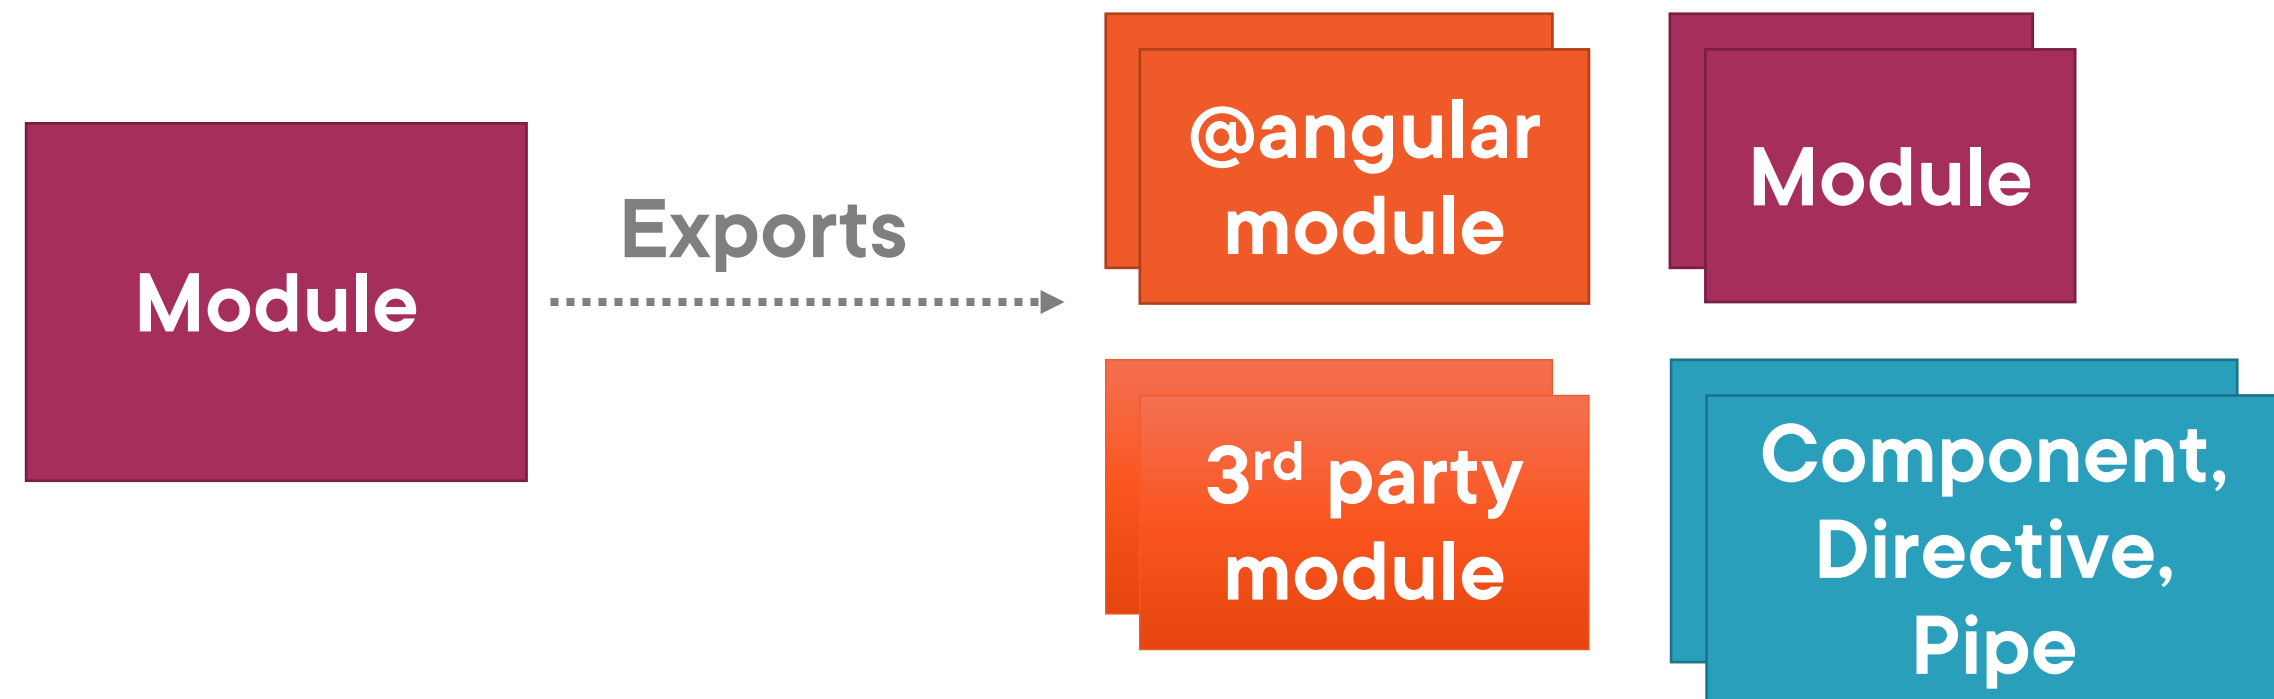 Module
Exports
@angular
module
Module
3rd party
module
Component,
Directive,
Pipe